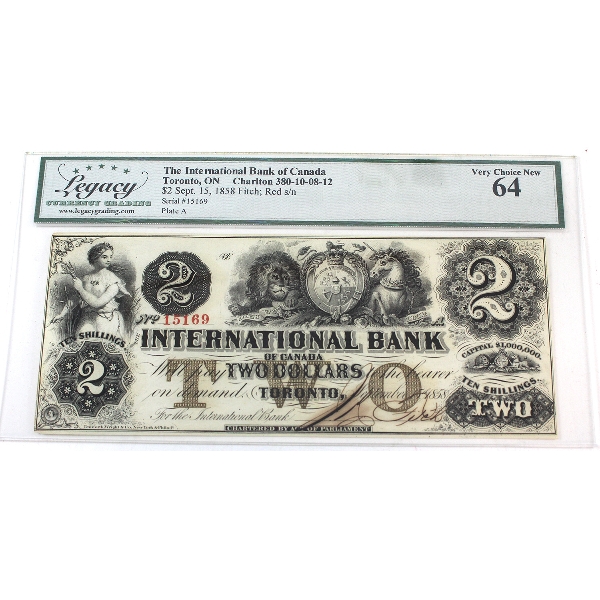 Legacy
CURRENCY GRADING
www.legacygrading.com
The International Bank of Canada
Toronto, ON Charlton 380-10-08-12
$2 Sept. 15, 1858 Fitch; Red s/n
Serial #15169
Plate A
Very Choice New
64
2
2
No 15169
TEN SHILLINGS
INTERNATIONAL BANK
OF CANADA
CAPITAL $1,000,000.
2
TWO
TWO DOLLARS
bearer
TEN SHILLINGS
on demand
TORONTO,
1858
TWO
For the International Bank
CHARTERED BY ACT OF PARLIAMENT